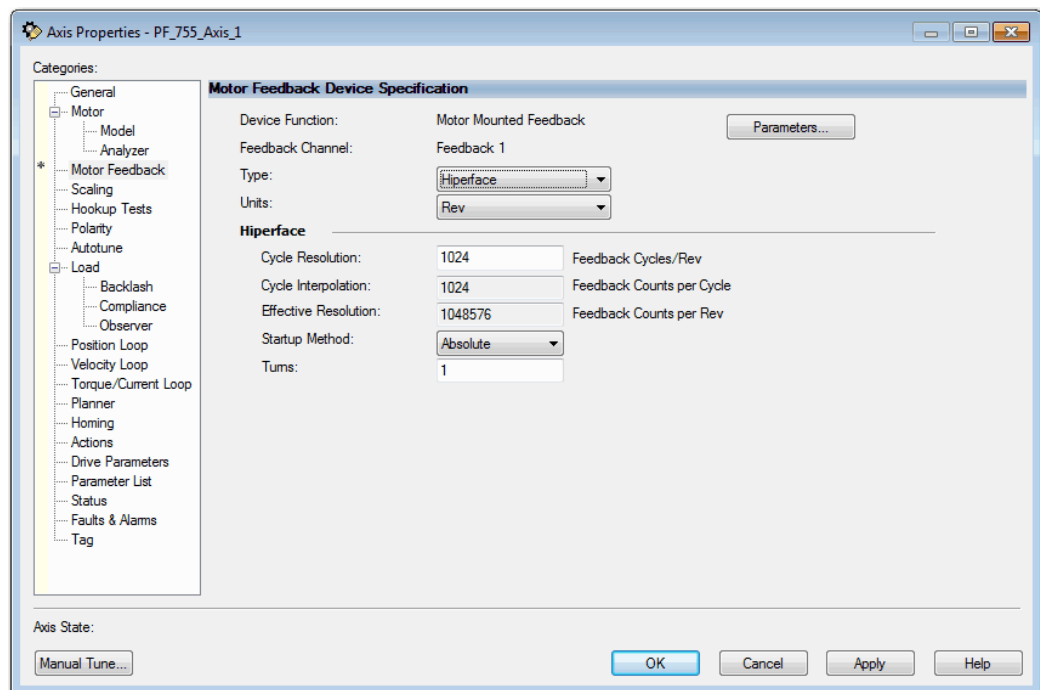 Axis Properties - PF_755_Axis_1
Categories:
General
Motor
Model
Analyzer
* Motor Feedback
Scaling
Hookup Tests
Polarity
Autotune
Load
Backlash
Compliance
Observer
Position Loop
Velocity Loop
Torque/Current Loop
Planner
Homing
Actions
Drive Parameters
Parameter List
Status
Faults & Alarms
Tag
Motor Feedback Device Specification
Device Function: Motor Mounted Feedback Parameters...
Feedback Channel: Feedback 1
Type: Hiperface
Units: Rev
Hiperface
Cycle Resolution: 1024 Feedback Cycles/Rev
Cycle Interpolation: 1024 Feedback Counts per Cycle
Effective Resolution: 1048576 Feedback Counts per Rev
Startup Method: Absolute
Turns: 1
Axis State:
Manual Tune... OK Cancel Apply Help